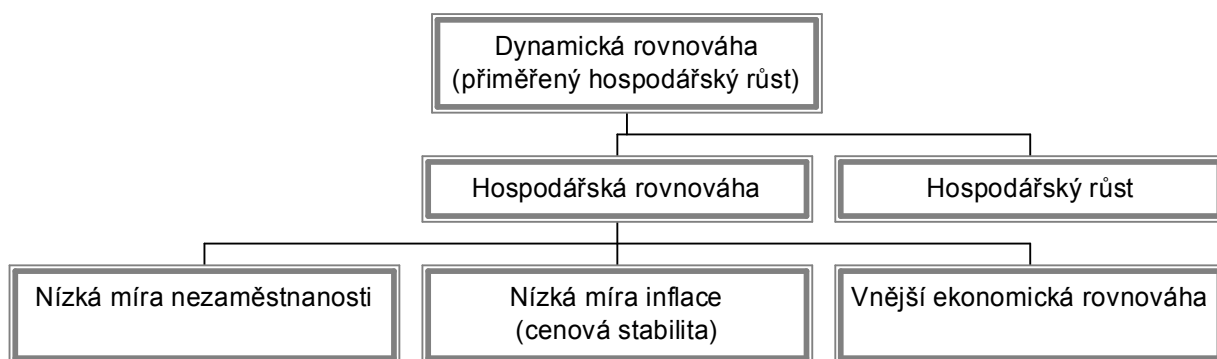 Dynamická rovnováha
(přiměřený hospodářský růst)
Hospodářská rovnováha
Hospodářský růst
Nízká míra nezaměstnanosti
Nízká míra inflace
(cenová stabilita)
Vnější ekonomická rovnováha